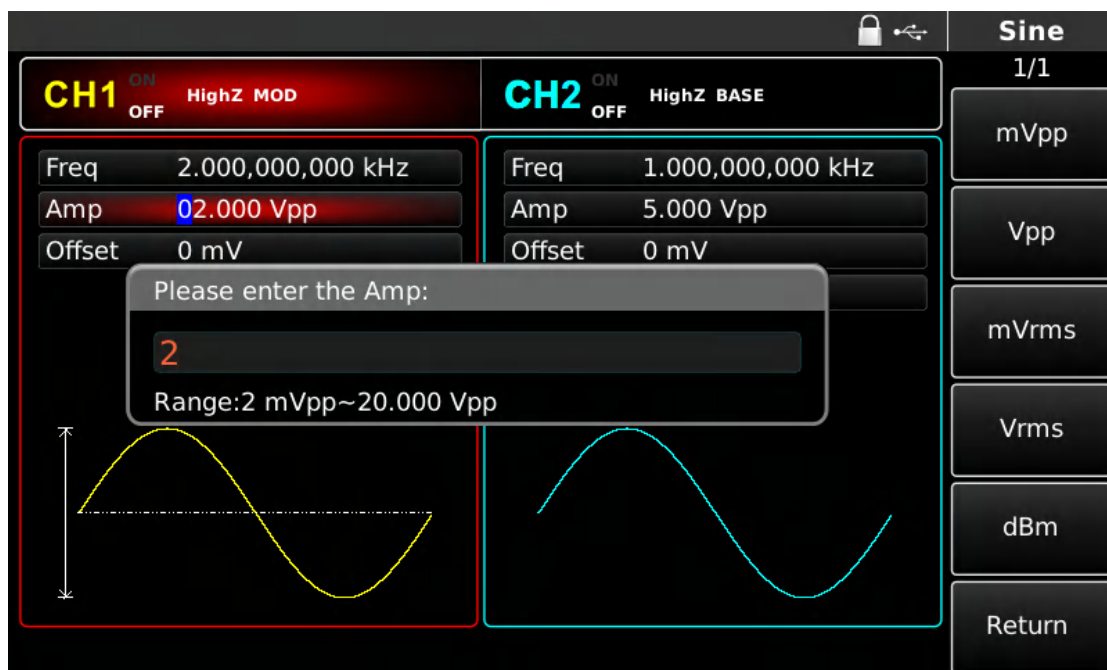 Sine
1/1
CH1 ON OFF HighZ MOD
CH2 ON OFF HighZ BASE
Freq 2.000,000,000 kHz
Amp 02.000 Vpp
Offset 0 mV
Freq 1.000,000,000 kHz
Amp 5.000 Vpp
Offset 0 mV
Please enter the Amp:
2
Range:2 mVpp~20.000 Vpp
mVpp
Vpp
mVrms
Vrms
dBm
Return